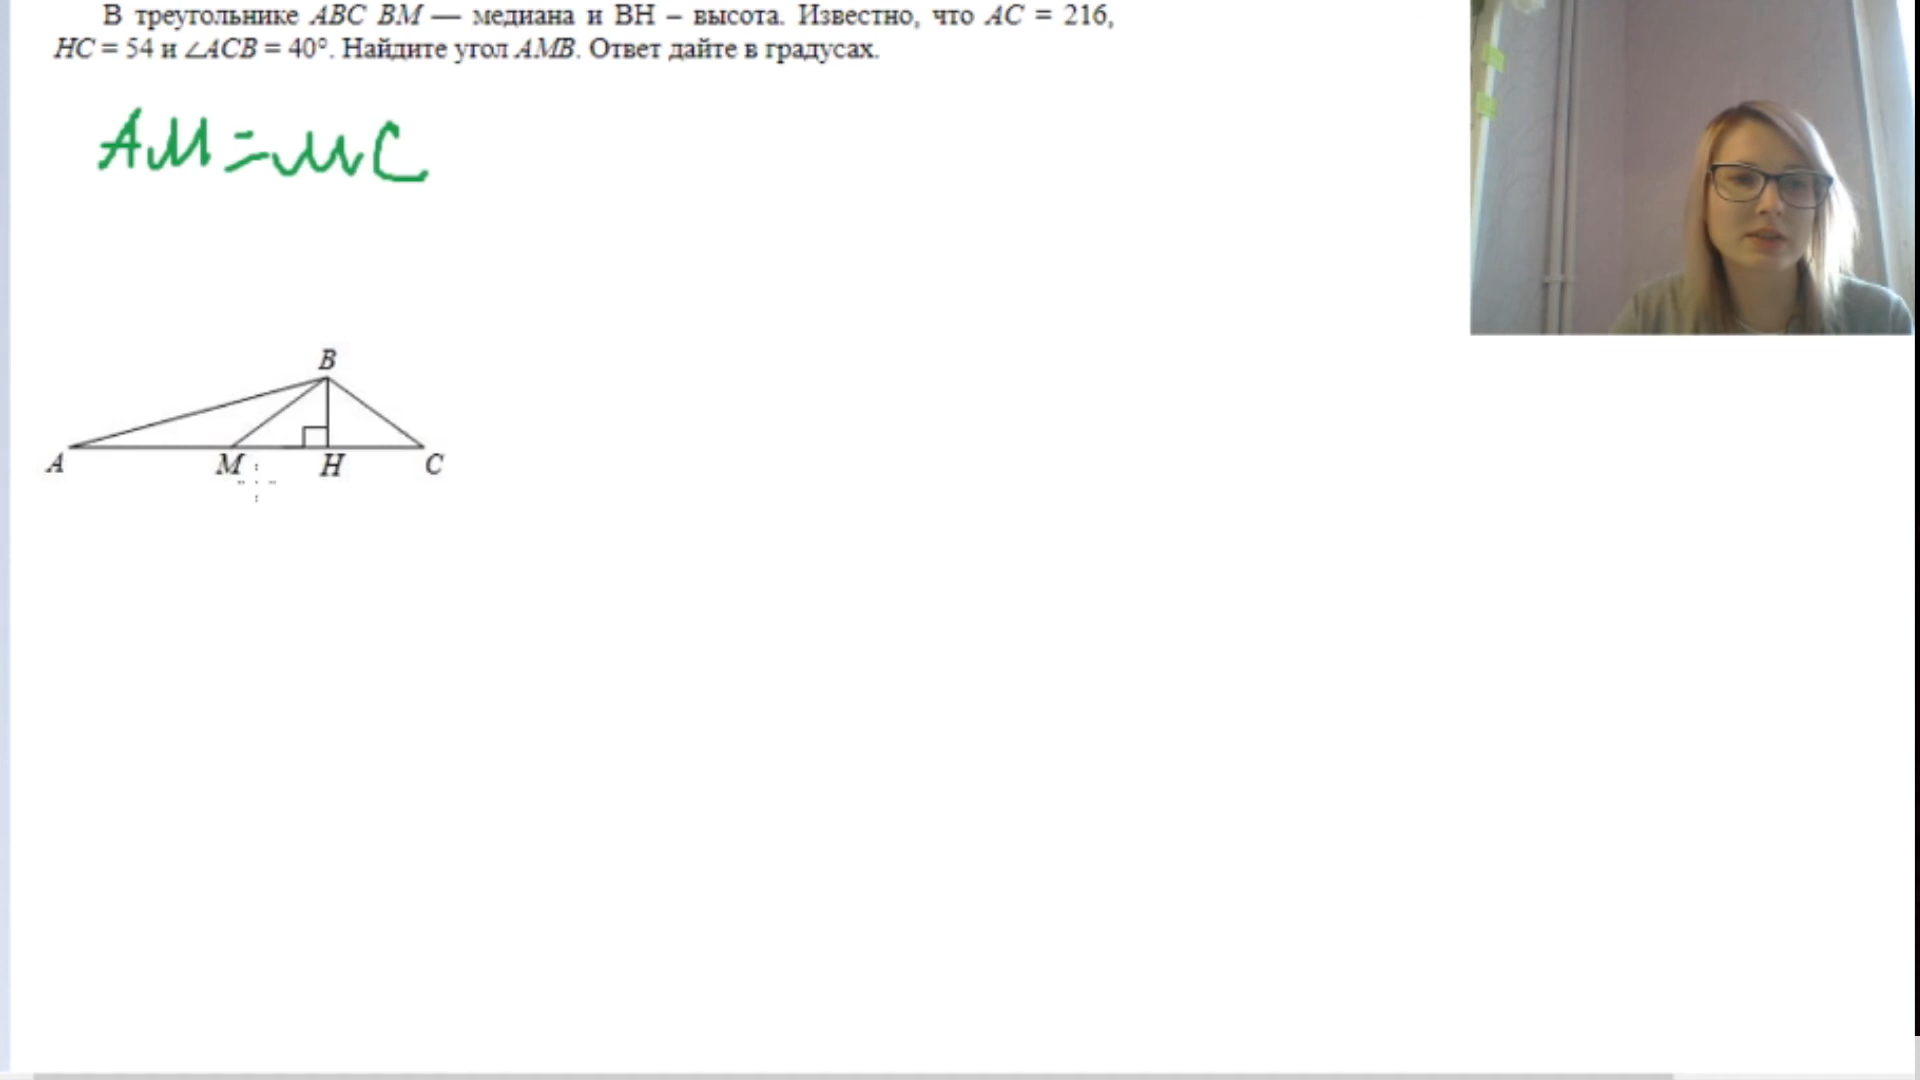 В треугольнике ABC BM — медиана и BH – высота. Известно, что AC = 216,
HC = 54 и ∠ACB = 40°. Найдите угол AMB. Ответ дайте в градусах.
AM=MC
B
A M H C